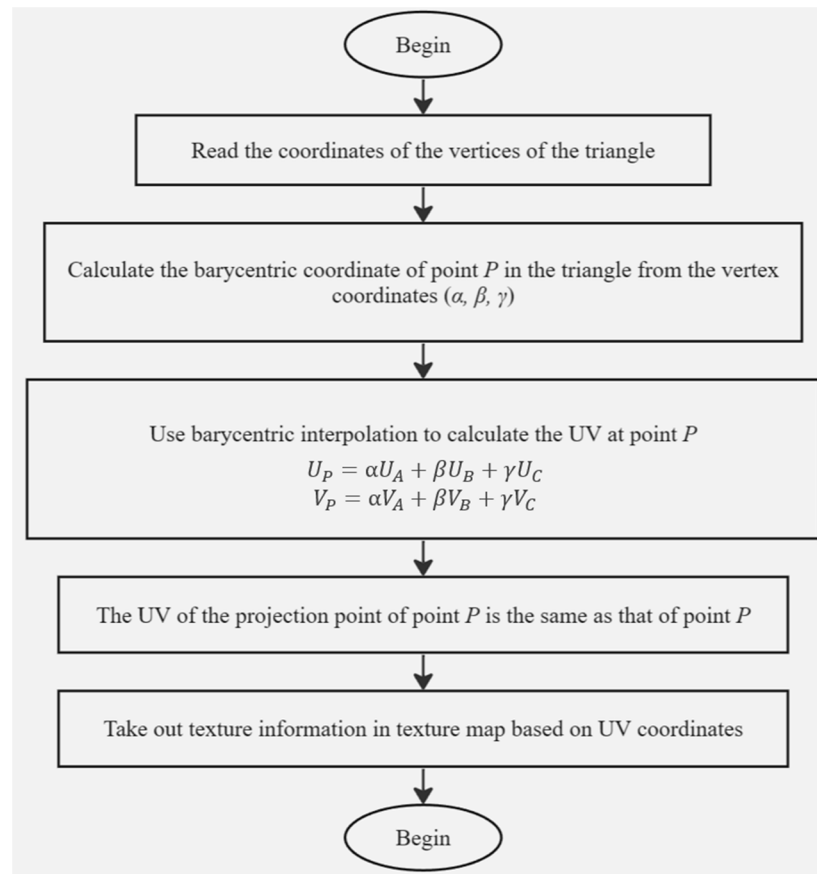 Begin
Read the coordinates of the vertices of the triangle
Calculate the barycentric coordinate of point P in the triangle from the vertex
coordinates (α, β, γ)
Use barycentric interpolation to calculate the UV at point P
U_P = αU_A + βU_B + γU_C
V_P = αV_A + βV_B + γV_C
The UV of the projection point of point P is the same as that of point P
Take out texture information in texture map based on UV coordinates
Begin